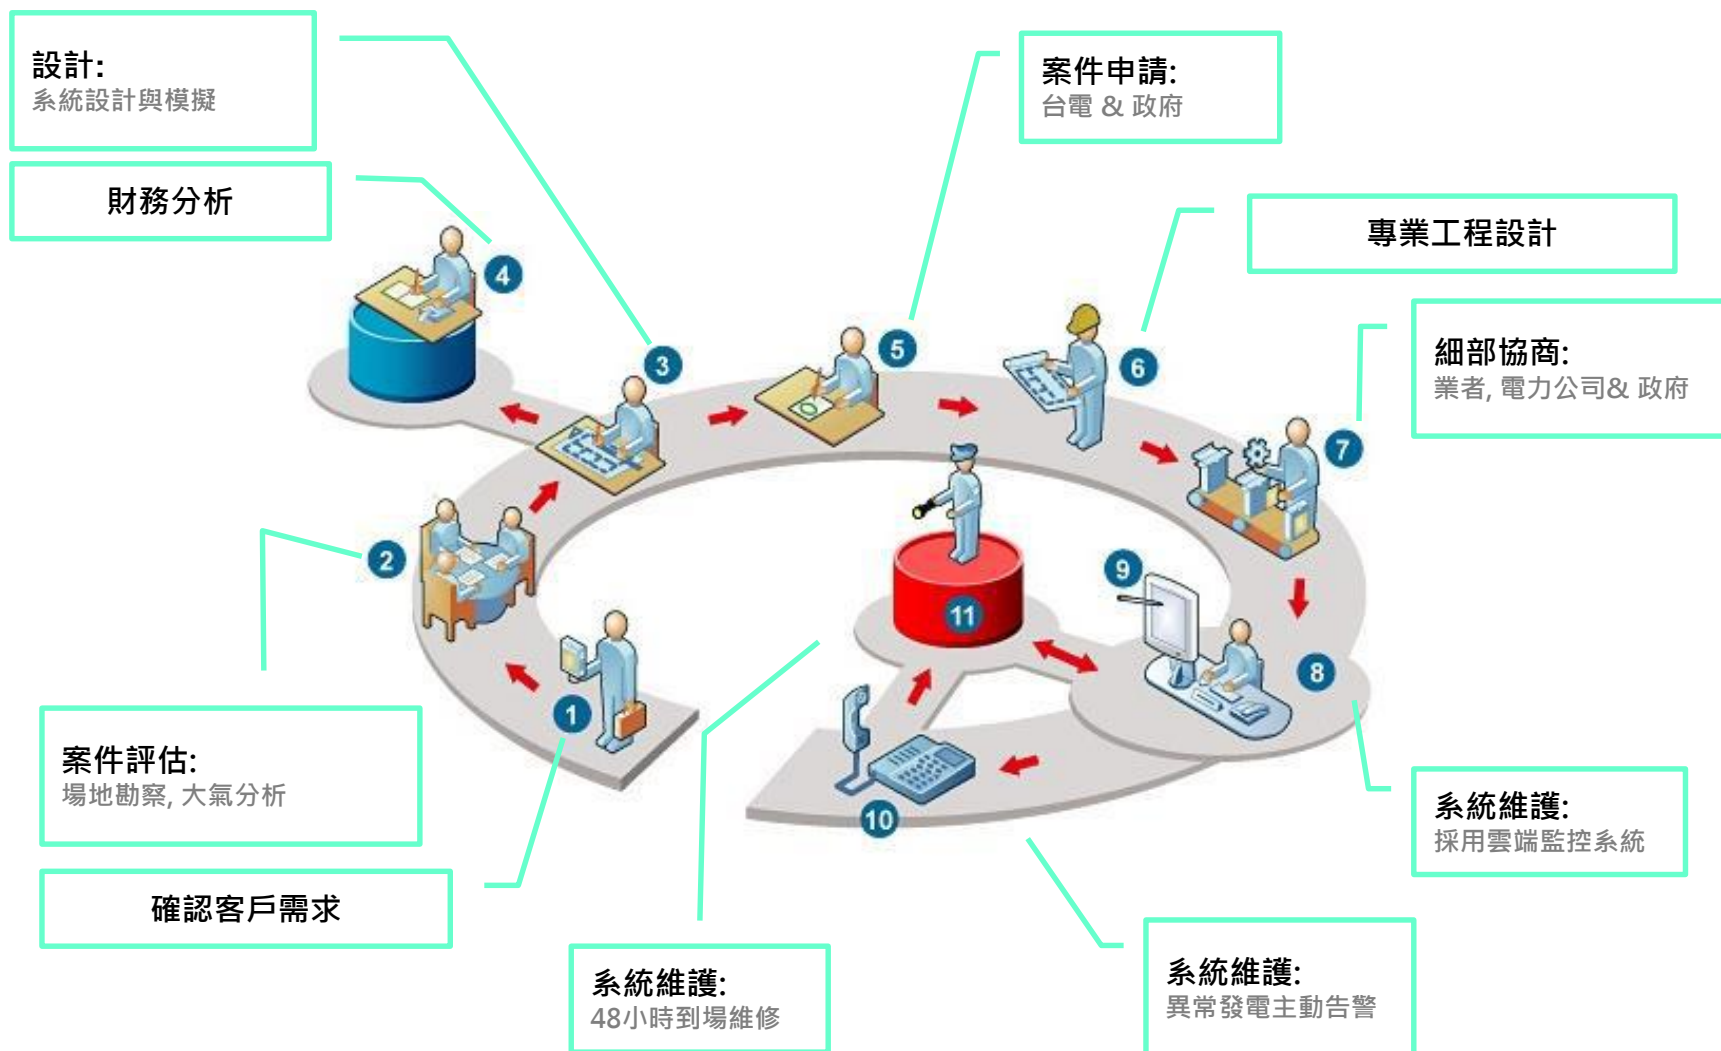 設計:
系統設計與模擬
財務分析
案件申請:
台電 & 政府
專業工程設計
細部協商:
業者, 電力公司& 政府
4
3
5
6
7
2
9
11
8
1
10
案件評估:
場地勘察, 大氣分析
確認客戶需求
系統維護:
採用雲端監控系統
系統維護:
48小時到場維修
系統維護:
異常發電主動告警